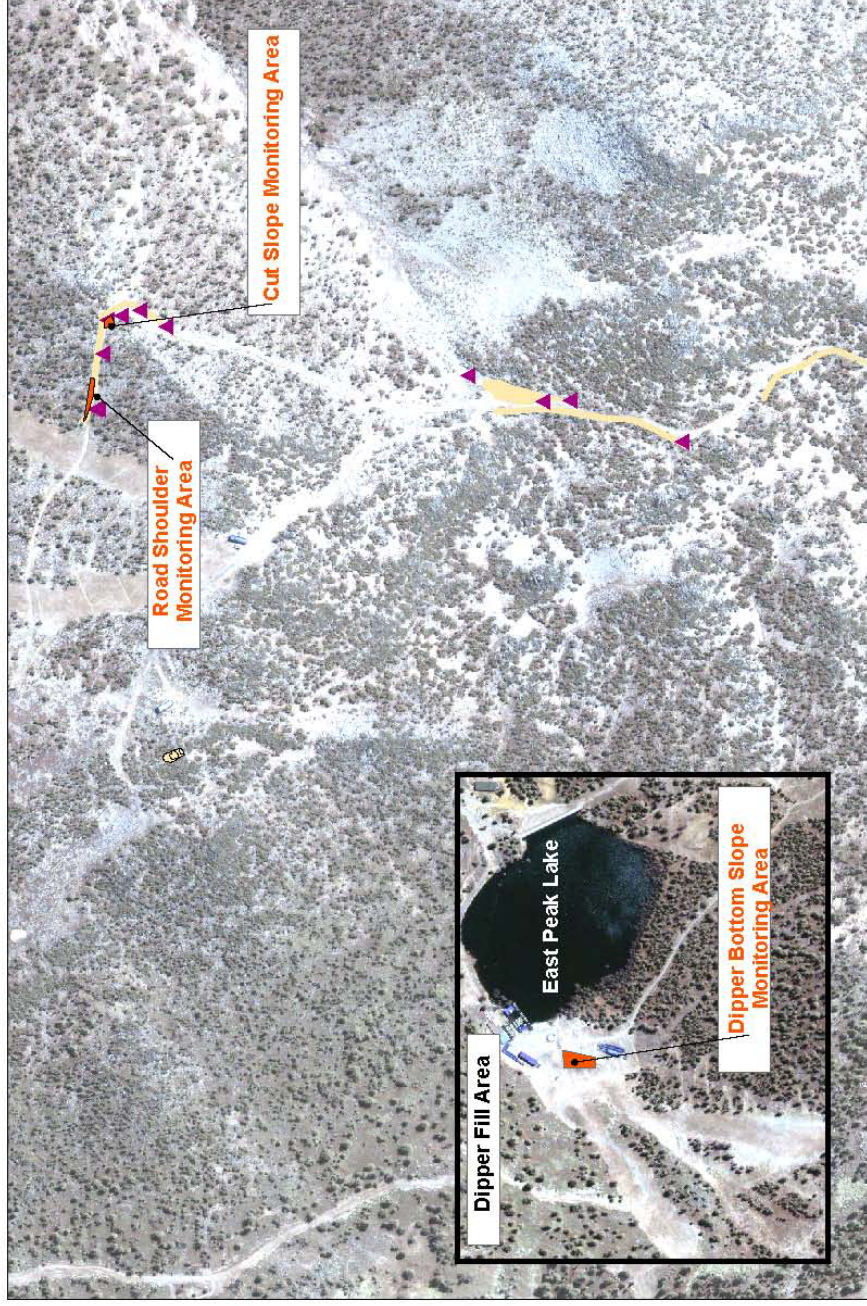 Cut Slope Monitoring Area
Road Shoulder
Monitoring Area
Dipper Fill Area
East Peak Lake
Dipper Bottom Slope
Monitoring Area